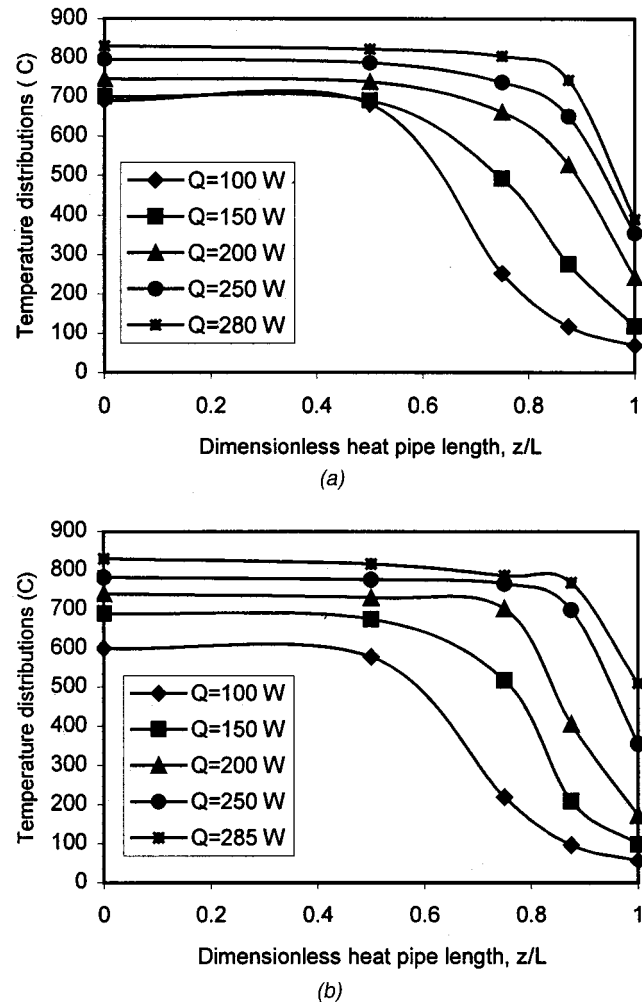 Temperature distributions ( C)
900
800
700
600
500
400
300
200
100
0
Q=100 W
Q=150 W
Q=200 W
Q=250 W
Q=280 W
0 0.2 0.4 0.6 0.8 1
Dimensionless heat pipe length, z/L
(a)
Temperature distributions (C)
900
800
700
600
500
400
300
200
100
0
Q=100 W
Q=150 W
Q=200 W
Q=250 W
Q=285 W
0 0.2 0.4 0.6 0.8 1
Dimensionless heat pipe length, z/L
(b)